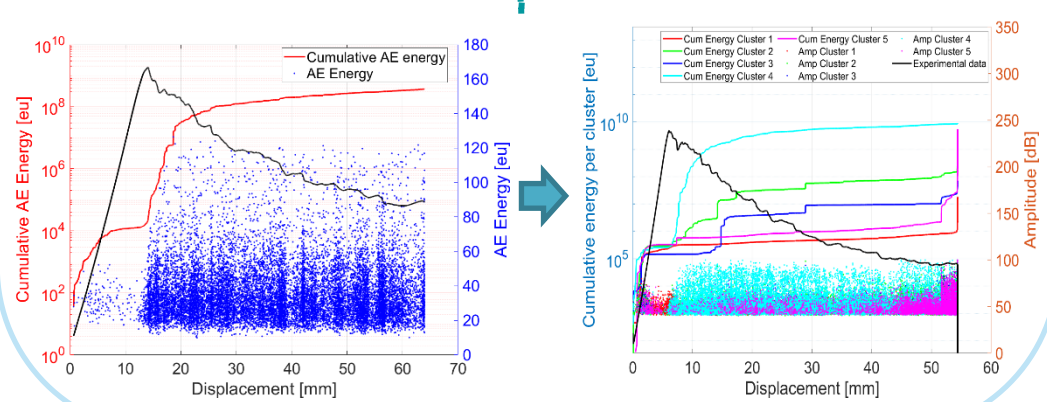 Cumulative AE Energy [eu]
10^10
10^8
10^6
10^4
10^2
10^0
Cumulative AE energy
AE Energy
180
160
140
120
100
80
60
40
20
0
AE Energy [eu]
0 10 20 30 40 50 60 70
Displacement [mm]
Cumulative energy per cluster [eu]
10^10
10^5
Cum Energy Cluster 1
Cum Energy Cluster 2
Cum Energy Cluster 3
Cum Energy Cluster 4
Cum Energy Cluster 5
Amp Cluster 1
Amp Cluster 2
Amp Cluster 3
Amp Cluster 4
Amp Cluster 5
Experimental data
350
300
250
200
150
100
50
0
Amplitude [dB]
0 10 20 30 40 50 60
Displacement [mm]